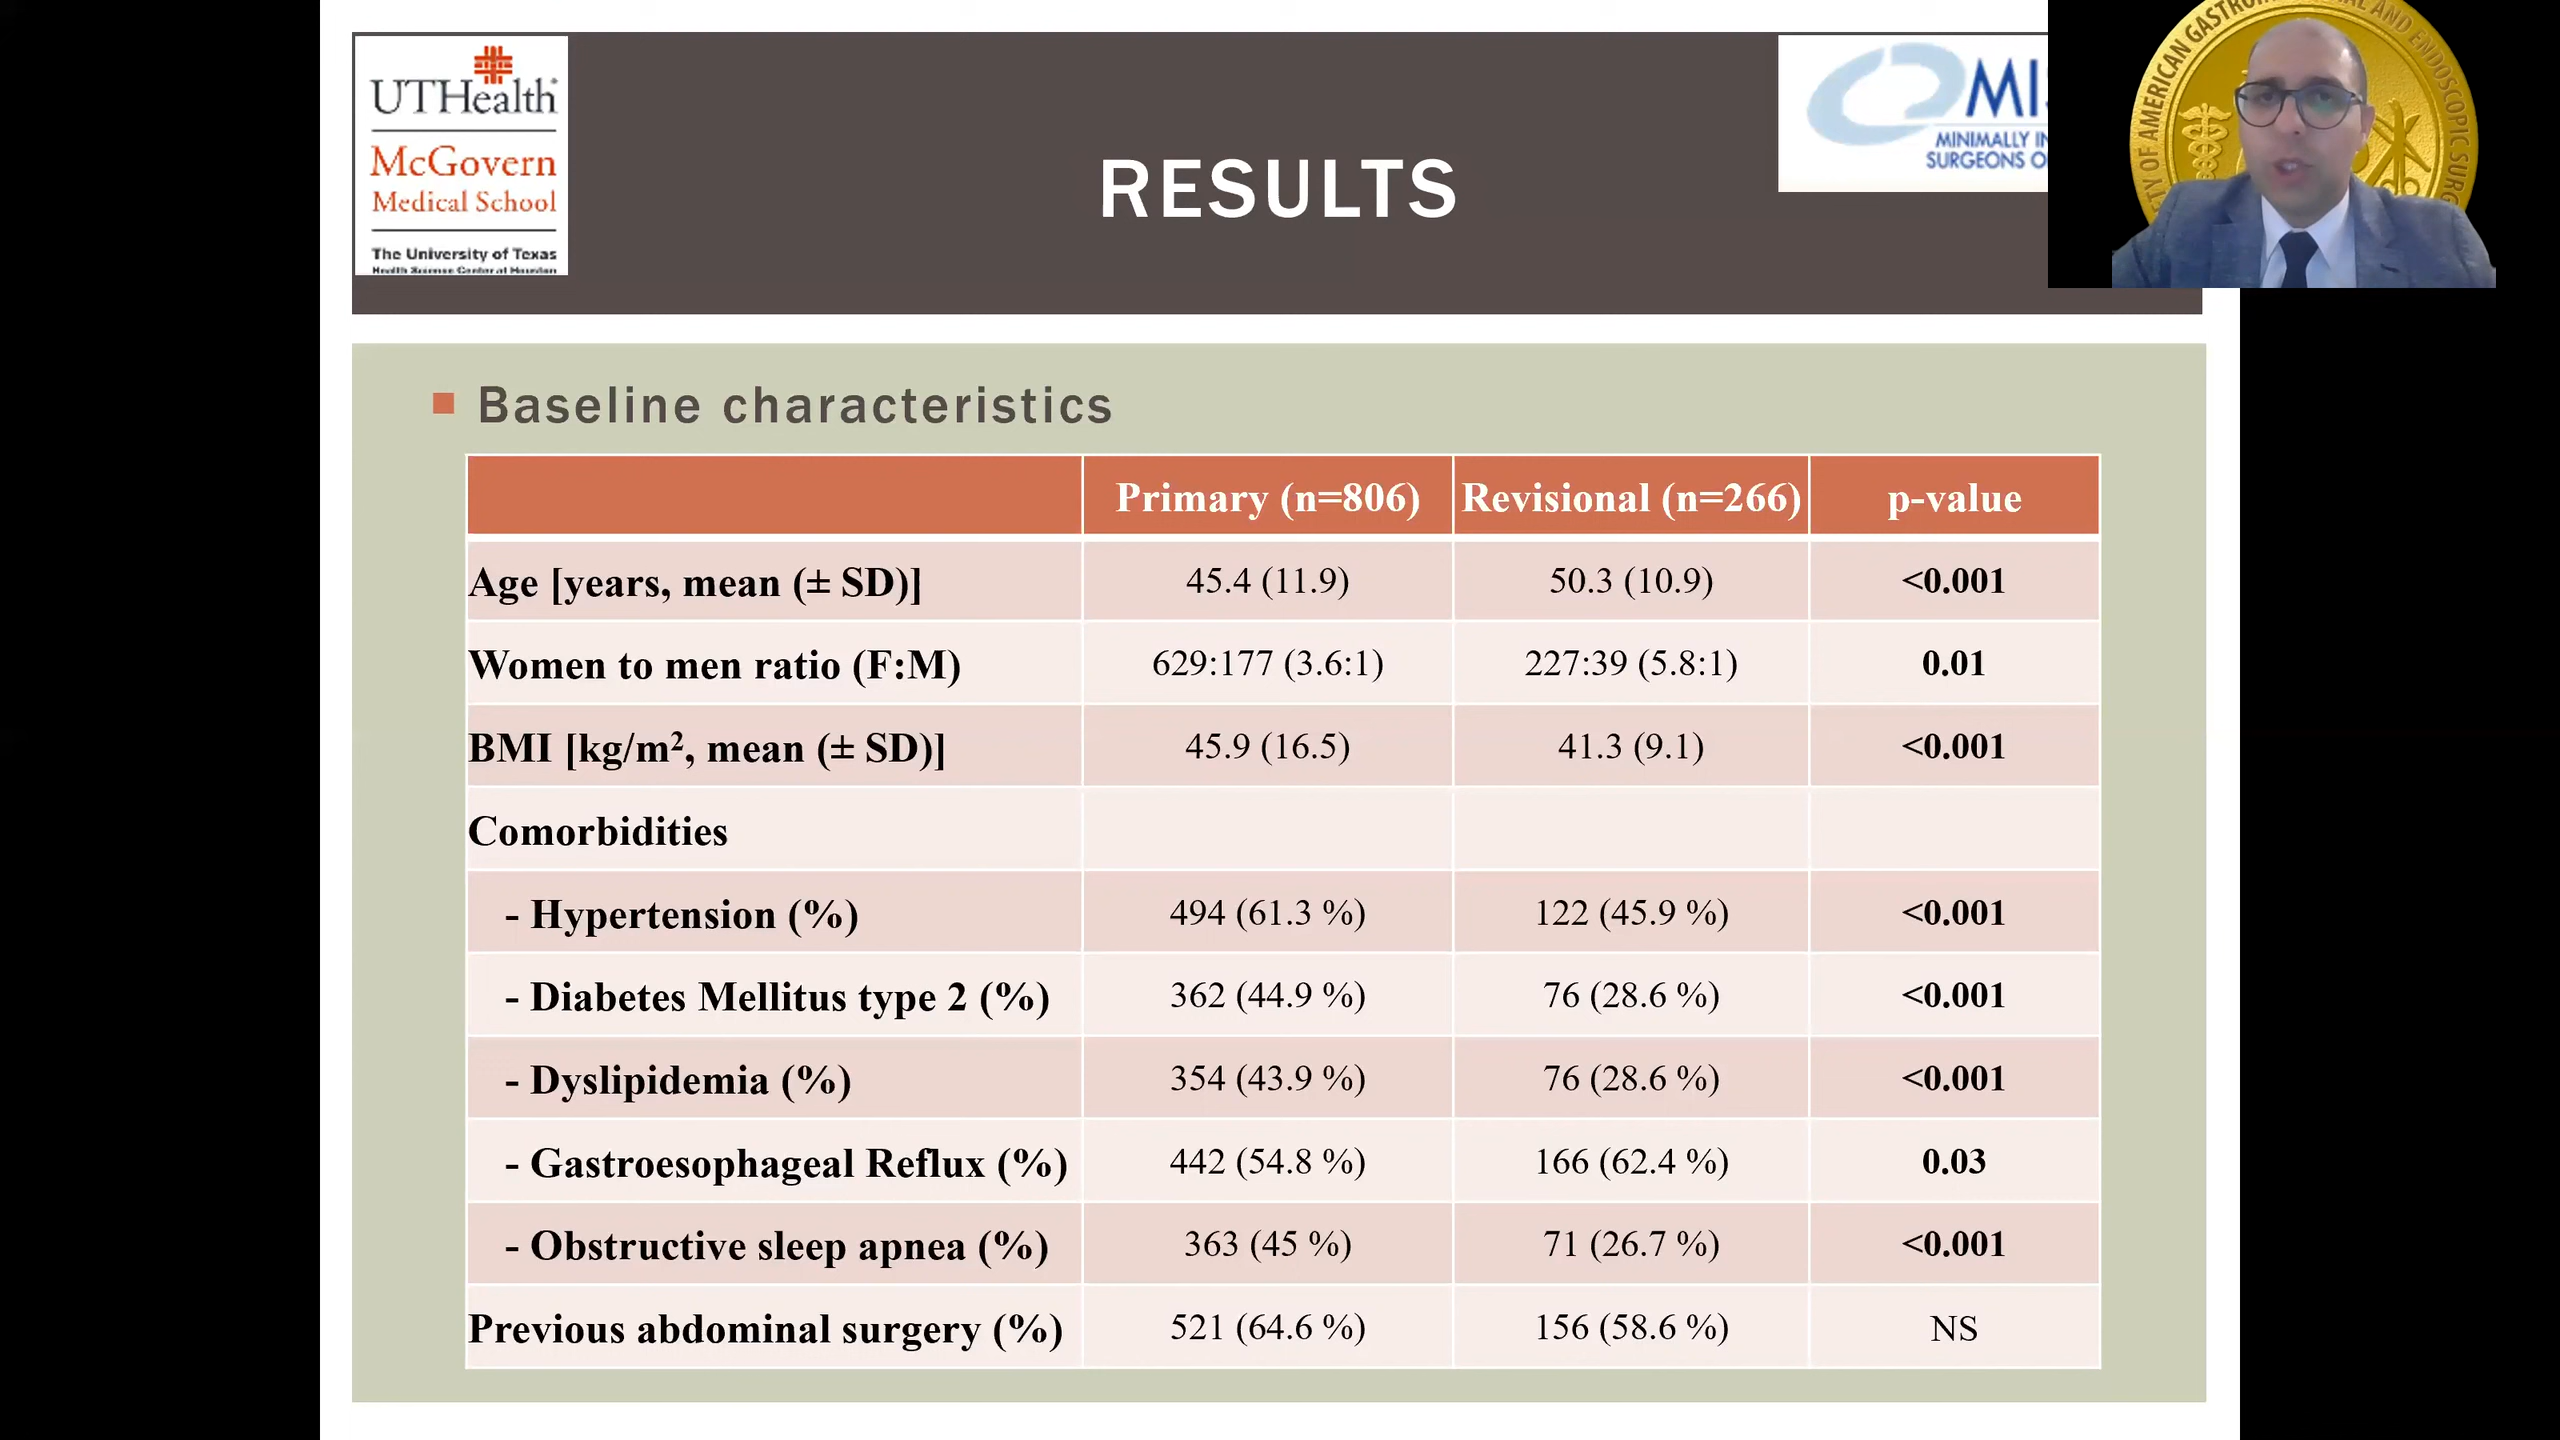 UTHealth
McGovern
Medical School
The University of Texas
Health Science Center at Houston
RESULTS
MI
MINIMALLY
SURGEONS
OF AMERICAN AND ENDOSCOPIC
Baseline characteristics
Primary (n=806) Revisional (n=266) p-value
Age [years, mean (± SD)] 45.4 (11.9) 50.3 (10.9) <0.001
Women to men ratio (F:M) 629:177 (3.6:1) 227:39 (5.8:1) 0.01
BMI [kg/m², mean (± SD)] 45.9 (16.5) 41.3 (9.1) <0.001
Comorbidities
- Hypertension (%) 494 (61.3 %) 122 (45.9 %) <0.001
- Diabetes Mellitus type 2 (%) 362 (44.9 %) 76 (28.6 %) <0.001
- Dyslipidemia (%) 354 (43.9 %) 76 (28.6 %) <0.001
- Gastroesophageal Reflux (%) 442 (54.8 %) 166 (62.4 %) 0.03
- Obstructive sleep apnea (%) 363 (45 %) 71 (26.7 %) <0.001
Previous abdominal surgery (%) 521 (64.6 %) 156 (58.6 %) NS